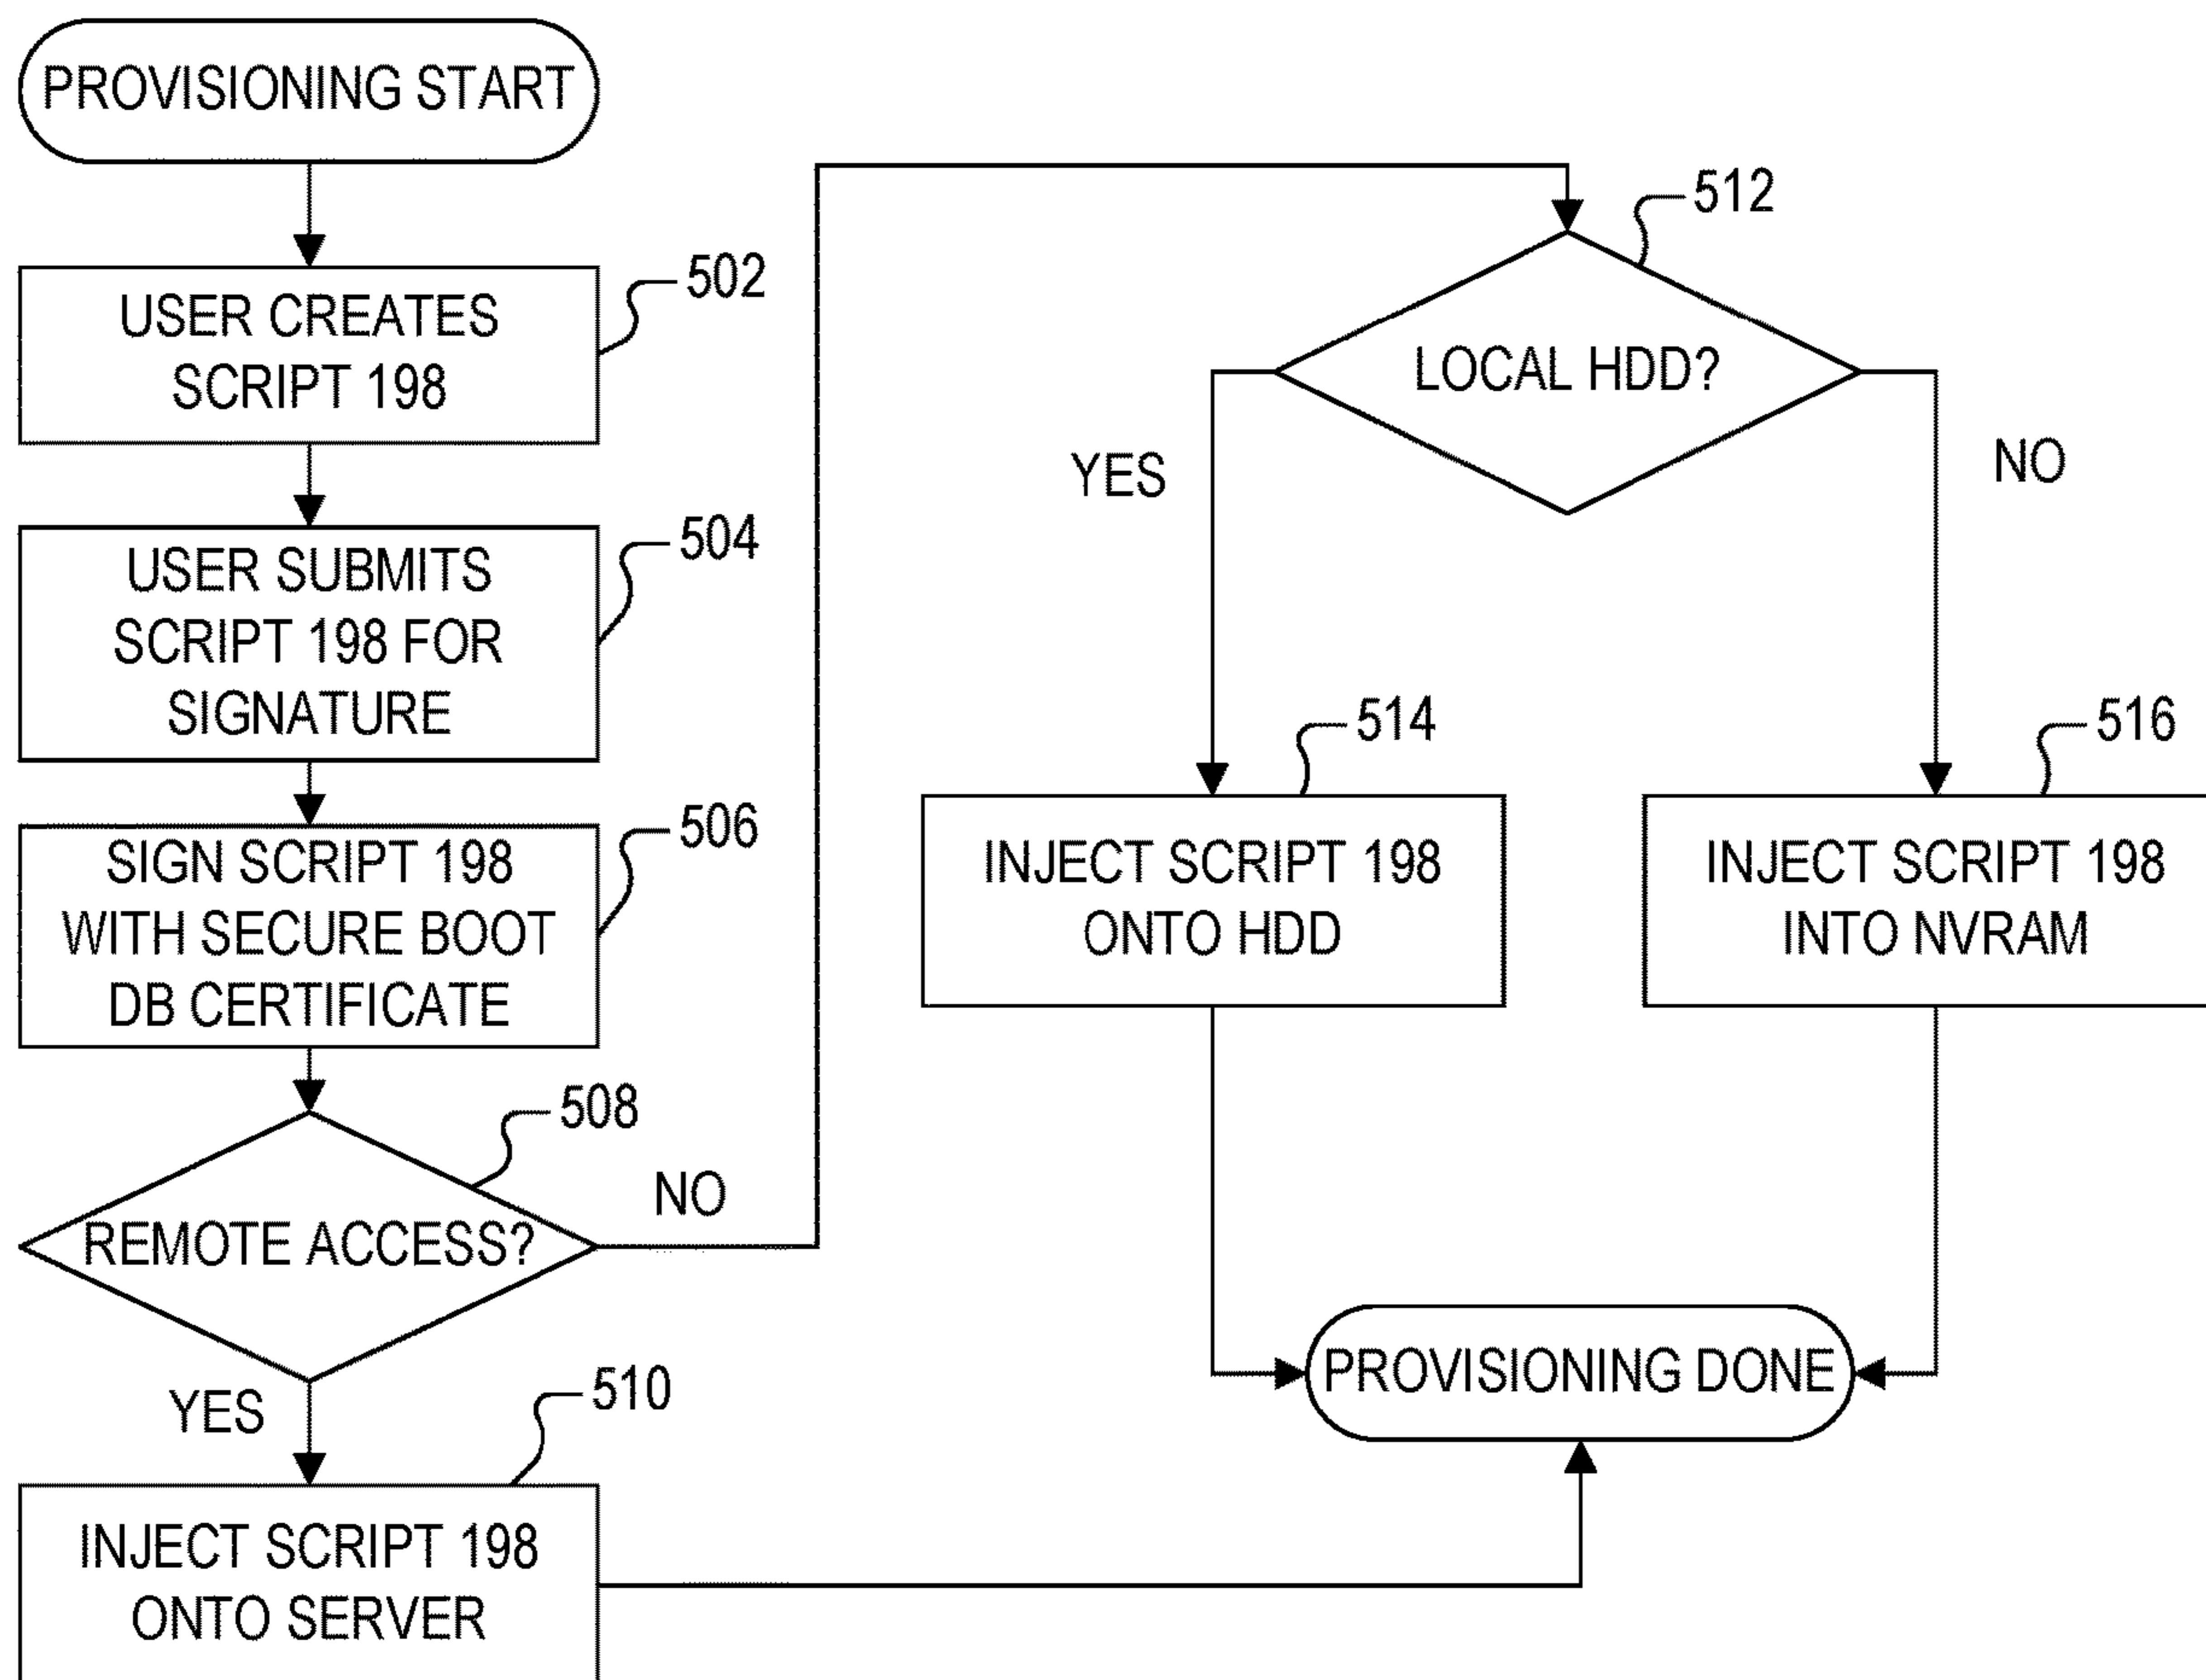 PROVISIONING START
USER CREATES
SCRIPT 198
502
USER SUBMITS
SCRIPT 198 FOR
SIGNATURE
504
SIGN SCRIPT 198
WITH SECURE BOOT
DB CERTIFICATE
506
REMOTE ACCESS?
508
NO
YES
INJECT SCRIPT 198
ONTO SERVER
510
LOCAL HDD?
512
YES
NO
INJECT SCRIPT 198
ONTO HDD
514
INJECT SCRIPT 198
INTO NVRAM
516
PROVISIONING DONE